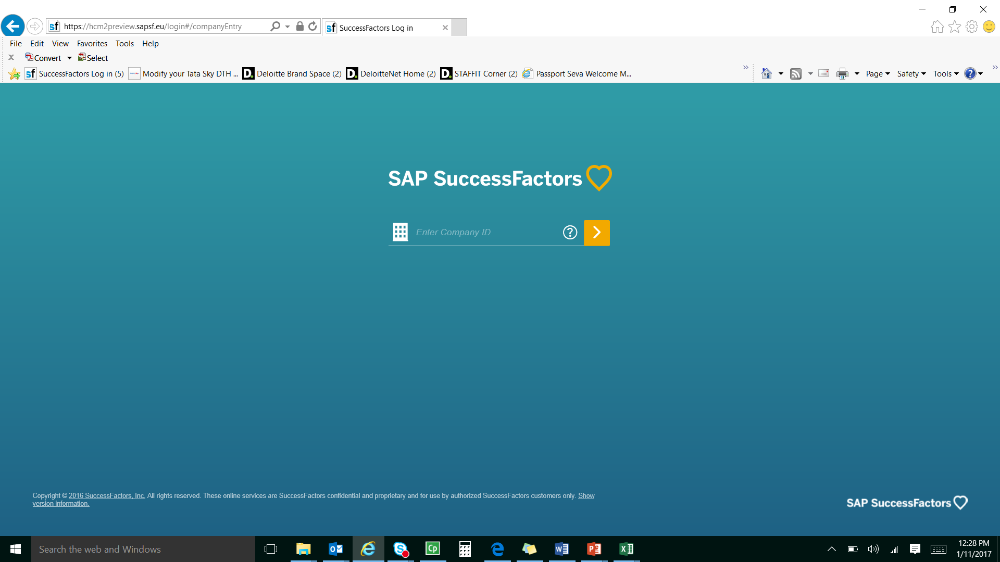 https://hcm2preview.sapsf.eu/login#/companyEntry
SuccessFactors Log in
File Edit View Favorites Tools Help
Convert Select
SuccessFactors Log in (5) Modify your Tata Sky DTH ... Deloitte Brand Space (2) DeloitteNet Home (2) STAFFIT Corner (2) Passport Seva Welcome M... Page Safety Tools
SAP SuccessFactors
Enter Company ID
Copyright © 2016 SuccessFactors, Inc. All rights reserved. These online services are SuccessFactors confidential and proprietary and for use by authorized SuccessFactors customers only. Show
version information.
SAP SuccessFactors
Search the web and Windows
12:28 PM
1/11/2017